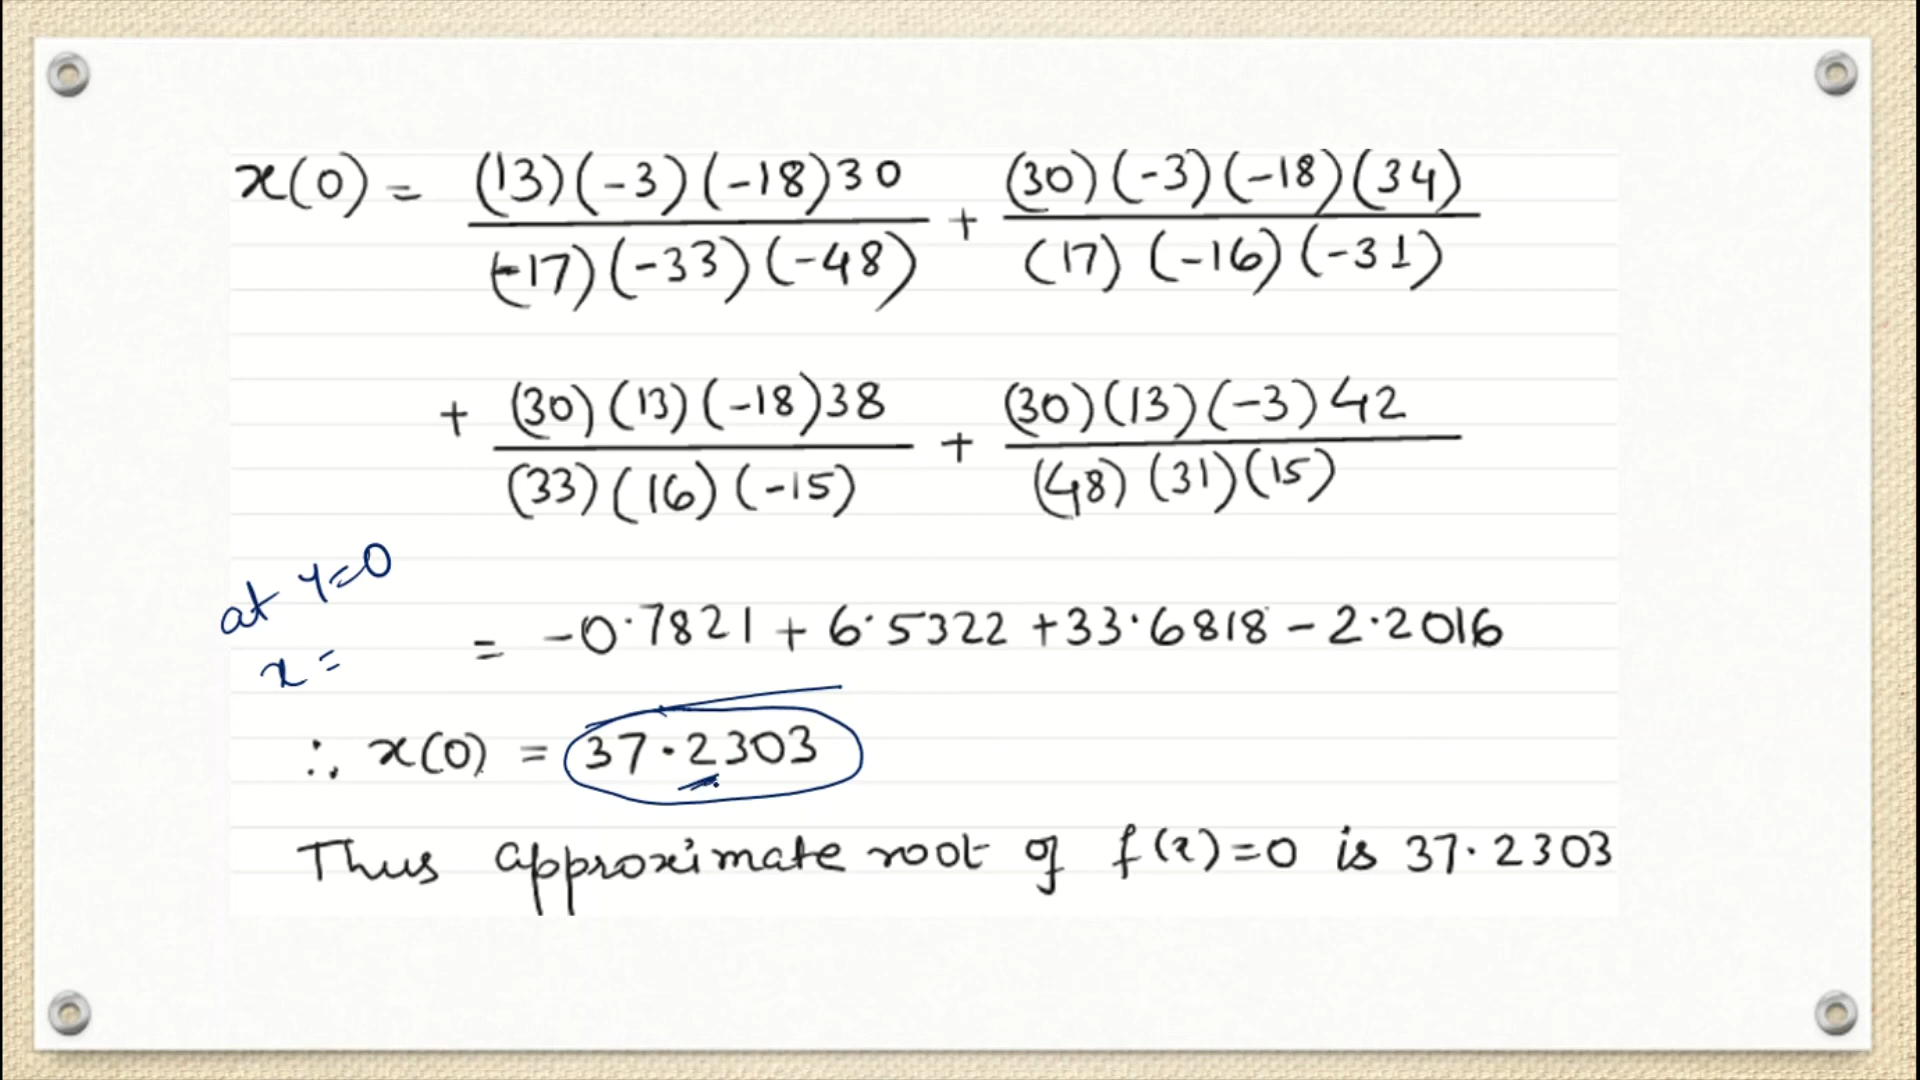 x(0) = (13)(-3)(-18)30 / (-17)(-33)(-48) + (30)(-3)(-18)(34) / (17)(-16)(-31)
+ (30)(13)(-18)38 / (33)(16)(-15) + (30)(13)(-3)42 / (48)(31)(15)
at y=0
x =
= -0.7821 + 6.5322 + 33.6818 - 2.2016
∴ x(0) = 37.2303
Thus approximate root of f(x)=0 is 37.2303